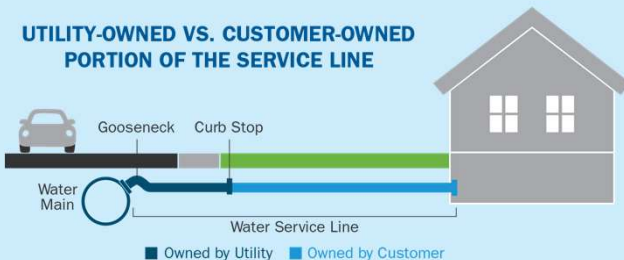 UTILITY-OWNED VS. CUSTOMER-OWNED
PORTION OF THE SERVICE LINE
Gooseneck
Curb Stop
Water
Main
Water Service Line
Owned by Utility
Owned by Customer